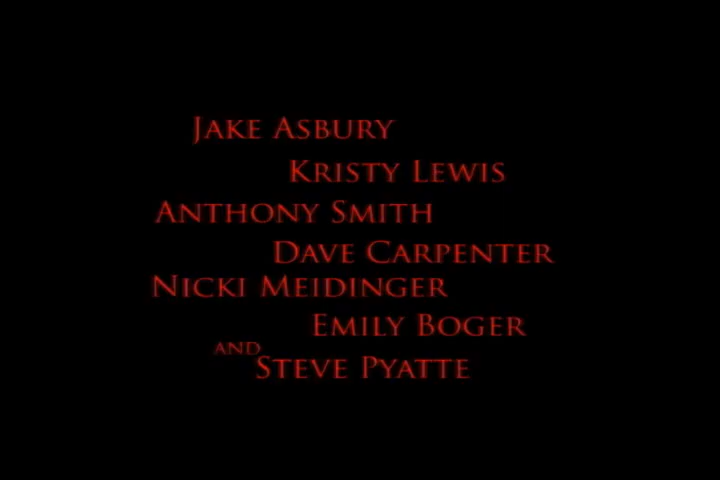 Jake Asbury
Kristy Lewis
Anthony Smith
Dave Carpenter
Nicki Meidinger
Emily Boger
and
Steve Pyatte